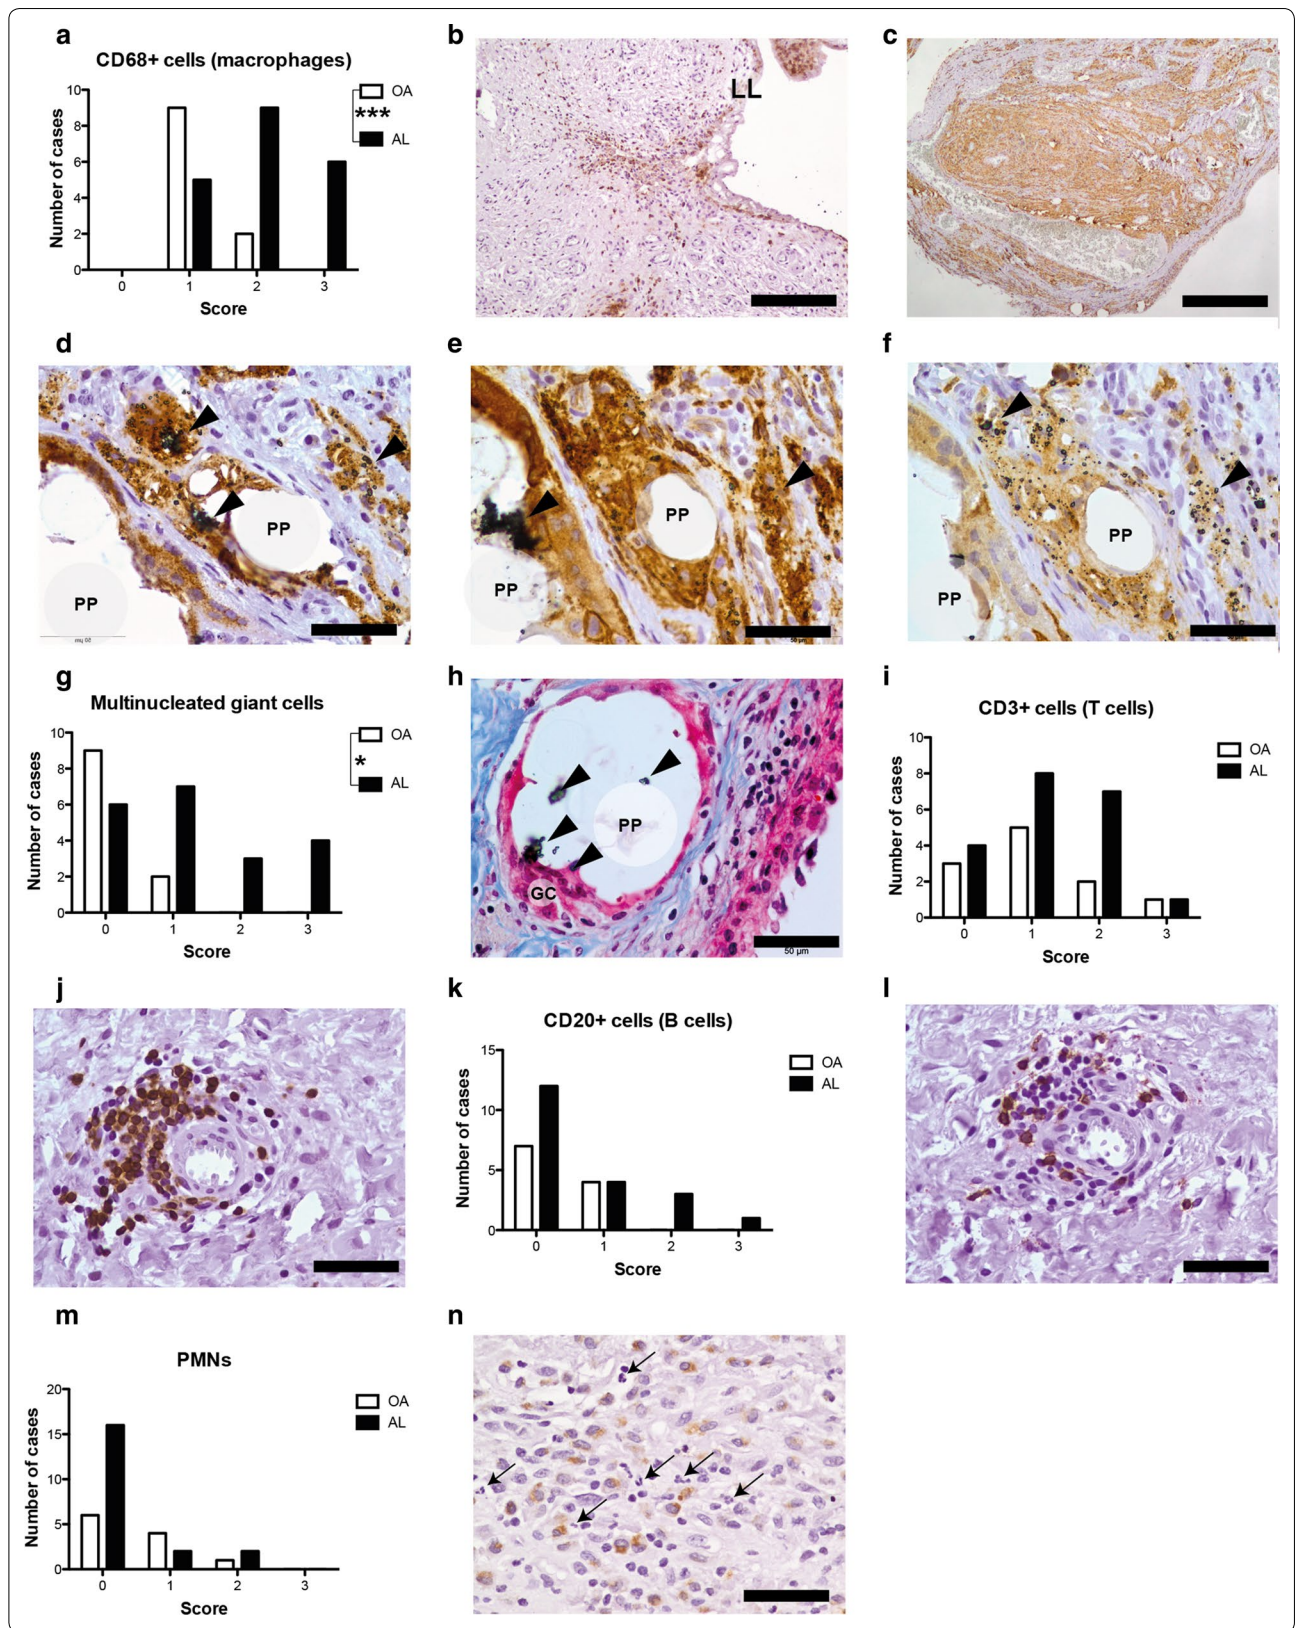 a
CD68+ cells (macrophages)
Number of cases
10
8
6
4
2
0
0 1 2 3
Score
OA
***
AL
b
LL
c
d
PP
PP
50 µm
e
PP
PP
50 µm
f
PP
PP
g
Multinucleated giant cells
Number of cases
10
8
6
4
2
0
0 1 2 3
Score
OA
*
AL
h
PP
GC
50 µm
i
CD3+ cells (T cells)
Number of cases
10
8
6
4
2
0
0 1 2 3
Score
OA
AL
j
k
CD20+ cells (B cells)
Number of cases
15
10
5
0
0 1 2 3
Score
OA
AL
l
m
PMNs
Number of cases
20
15
10
5
0
0 1 2 3
Score
OA
AL
n